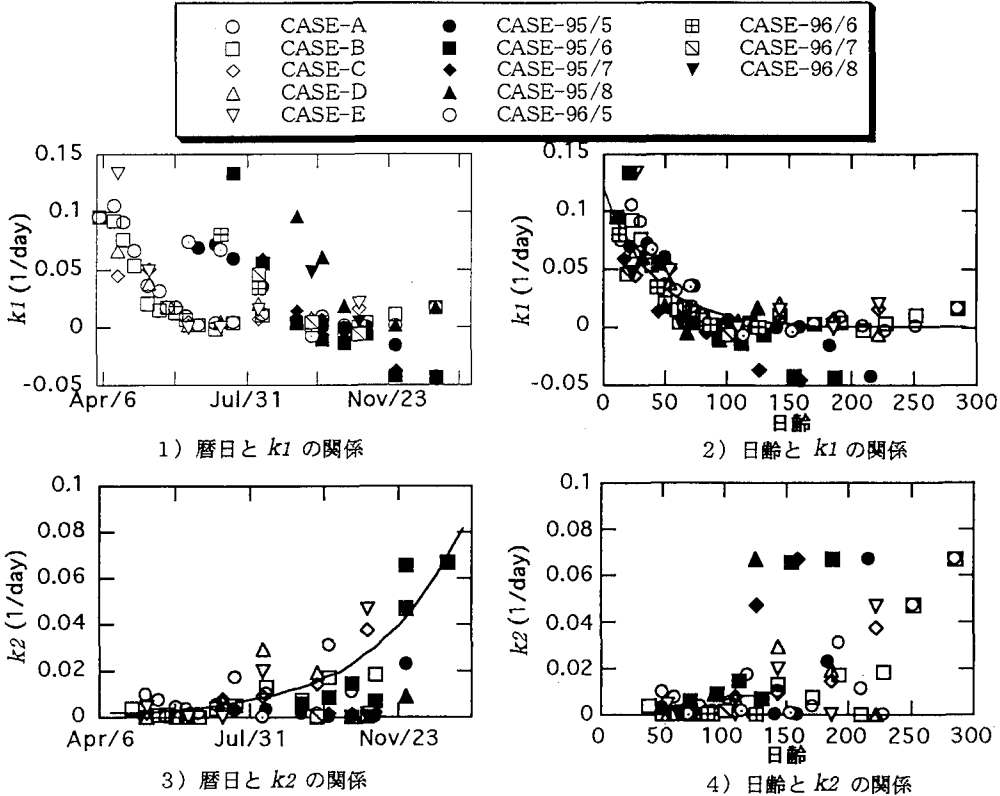 CASE-A CASE-95/5 CASE-96/6
CASE-B CASE-95/6 CASE-96/7
CASE-C CASE-95/7 CASE-96/8
CASE-D CASE-95/8
CASE-E CASE-96/5
0.15
0.1
0.05
0
-0.05
k1 (1/day)
Apr/6 Jul/31 Nov/23
1) 暦日と k1 の関係
0.15
0.1
0.05
0
-0.05
k1 (1/day)
0 50 100 150 200 250 300
日齢
2) 日齢と k1 の関係
0.1
0.08
0.06
0.04
0.02
0
k2 (1/day)
Apr/6 Jul/31 Nov/23
3) 暦日と k2 の関係
0.1
0.08
0.06
0.04
0.02
0
k2 (1/day)
0 50 100 150 200 250 300
日齢
4) 日齢と k2 の関係